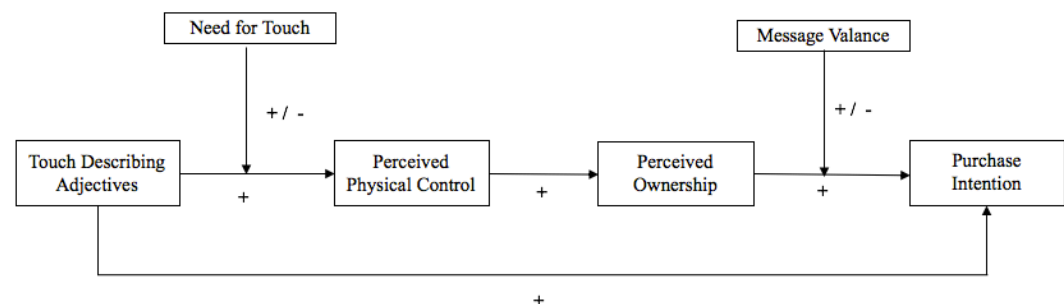 Need for Touch
Message Valance
+ / -
+ / -
Touch Describing
Adjectives
Perceived
Physical Control
Perceived
Ownership
Purchase
Intention
+
+
+
+